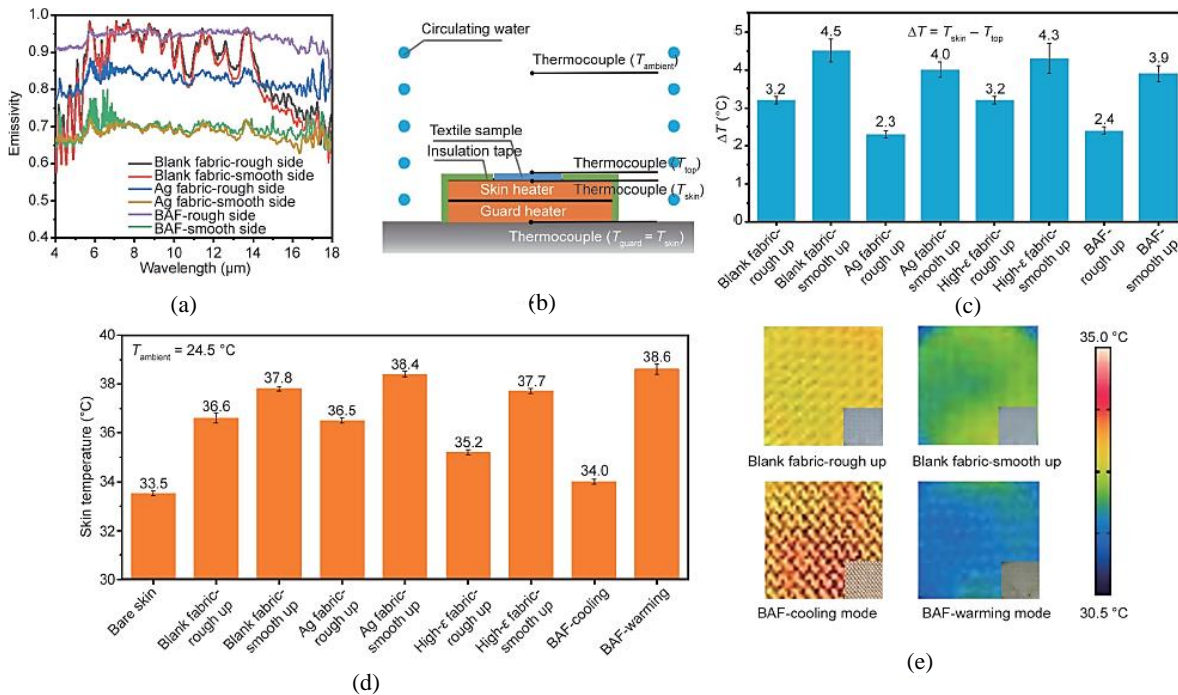 1.0
0.9
0.8
0.7
0.6
0.5
0.4
Emissivity
Blank fabric-rough side
Blank fabric-smooth side
Ag fabric-rough side
Ag fabric-smooth side
BAF-rough side
BAF-smooth side
4 6 8 10 12 14 16 18
Wavelength (μm)
(a)
Circulating water
Thermocouple (T_ambient)
Textile sample
Insulation tape
Thermocouple (T_top)
Skin heater
Thermocouple (T_skin)
Guard heater
Thermocouple (T_guard = T_skin)
(b)
ΔT = T_skin − T_top
5
4
3
2
1
0
ΔT (°C)
3.2
4.5
2.3
4.0
3.2
4.3
2.4
3.9
Blank fabric-
rough up
Blank fabric-
smooth up
Ag fabric-
rough up
Ag fabric-
smooth up
High-ε fabric-
rough up
High-ε fabric-
smooth up
BAF-
rough up
BAF-
smooth up
(c)
T_ambient = 24.5 °C
40
38
36
34
32
30
Skin temperature (°C)
33.5
36.6
37.8
36.5
38.4
35.2
37.7
34.0
38.6
Bare skin
Blank fabric-
rough up
Blank fabric-
smooth up
Ag fabric-
rough up
Ag fabric-
smooth up
High-ε fabric-
rough up
High-ε fabric-
smooth up
BAF-cooling
BAF-warming
(d)
35.0 °C
Blank fabric-rough up
Blank fabric-smooth up
BAF-cooling mode
BAF-warming mode
30.5 °C
(e)